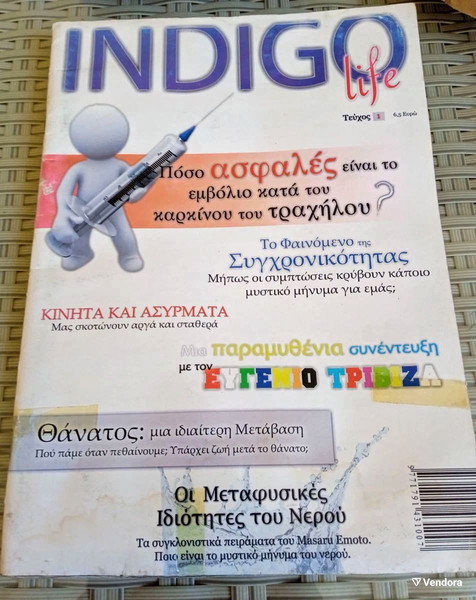 INDIGO
life
Τεύχος 1 6,5 Ευρώ
Πόσο ασφαλές είναι το
εμβόλιο κατά του
καρκίνου του τραχήλου?
Το Φαινόμενο της
Συγχρονικότητας
Μήπως οι συμπτώσεις κρύβουν κάποιο
μυστικό μήνυμα για εμάς;
ΚΙΝΗΤΑ ΚΑΙ ΑΣΥΡΜΑΤΑ
Μας σκοτώνουν αργά και σταθερά
Μια παραμυθένια συνέντευξη
με τον ΕΥΓΕΝΙΟ ΤΡΙΒΙΖΑ
Θάνατος: μια ιδιαίτερη Μετάβαση
Πού πάμε όταν πεθαίνουμε; Υπάρχει ζωή μετά το θάνατο;
Οι Μεταφυσικές
Ιδιότητες του Νερού
Τα συγκλονιστικά πειράματα του Masaru Emoto.
Ποιο είναι το μυστικό μήνυμα του νερού.
9 771791 431007
Vendora